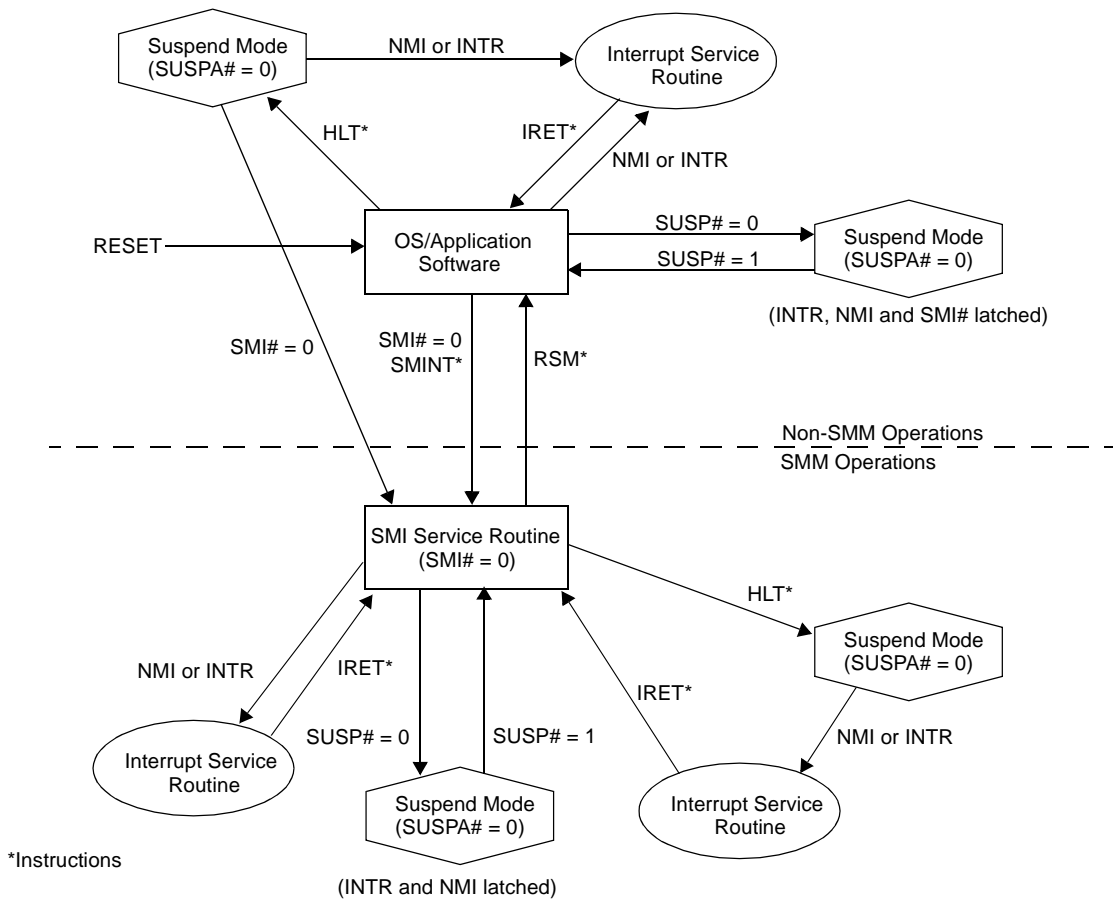 Suspend Mode
(SUSPA# = 0)
NMI or INTR
Interrupt Service
Routine
HLT*
IRET*
NMI or INTR
RESET
OS/Application
Software
SUSP# = 0
SUSP# = 1
Suspend Mode
(SUSPA# = 0)
(INTR, NMI and SMI# latched)
SMI# = 0
SMI# = 0
SMINT*
RSM*
Non-SMM Operations
SMM Operations
SMI Service Routine
(SMI# = 0)
HLT*
Suspend Mode
(SUSPA# = 0)
NMI or INTR
IRET*
IRET*
SUSP# = 0
SUSP# = 1
NMI or INTR
Interrupt Service
Routine
Suspend Mode
(SUSPA# = 0)
Interrupt Service
Routine
*Instructions
(INTR and NMI latched)